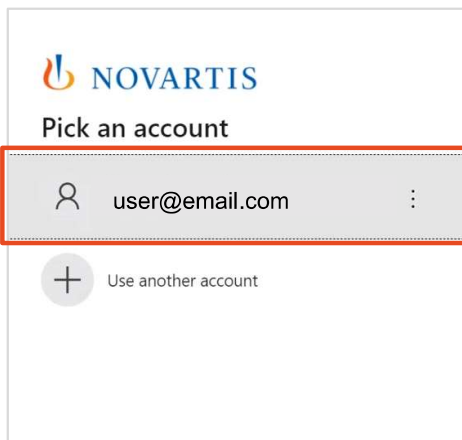 NOVARTIS
Pick an account
user@email.com
Use another account